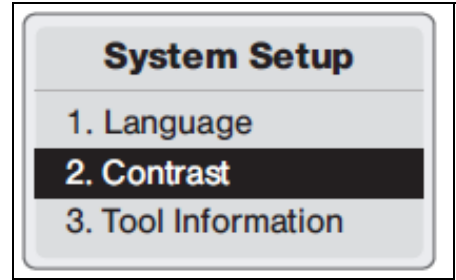 System Setup
1. Language
2. Contrast
3. Tool Information